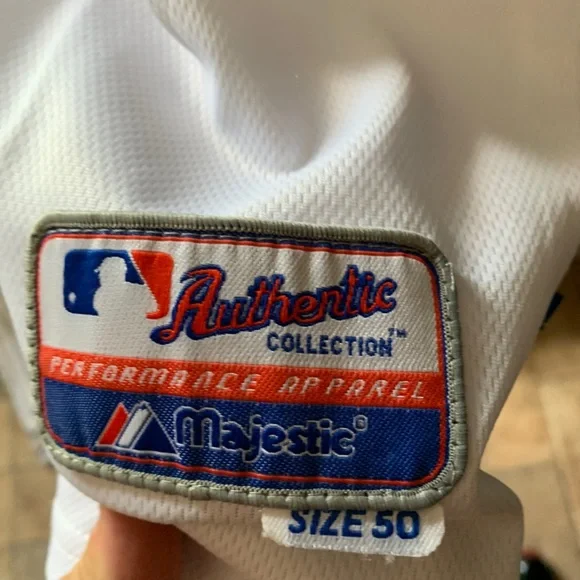 Authentic
COLLECTION™
PERFORMANCE APPAREL
Majestic®
SIZE 50